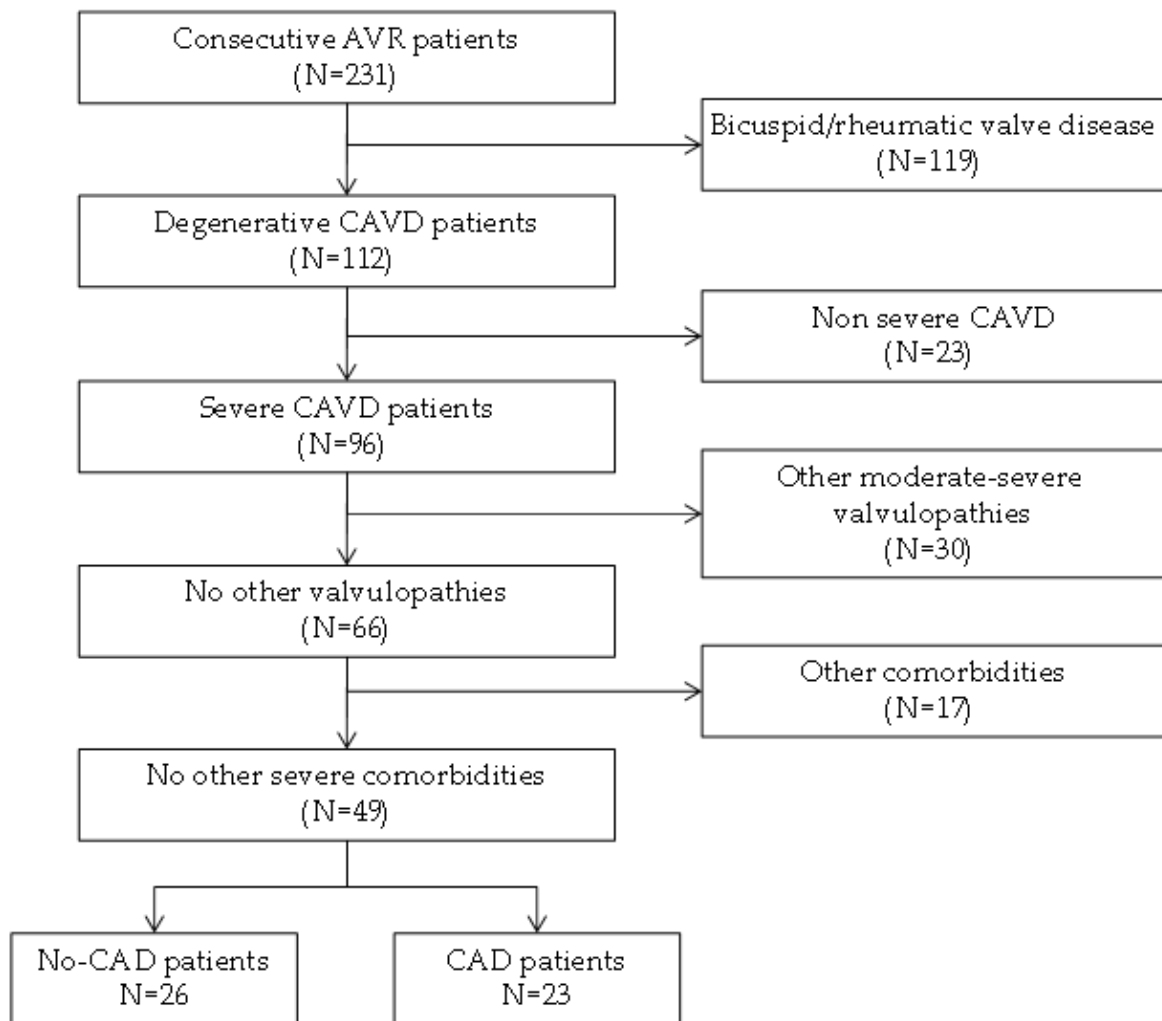 Consecutive AVR patients
(N=231)
Bicuspid/rheumatic valve disease
(N=119)
Degenerative CAVD patients
(N=112)
Non severe CAVD
(N=23)
Severe CAVD patients
(N=96)
Other moderate-severe
valvulopathies
(N=30)
No other valvulopathies
(N=66)
Other comorbidities
(N=17)
No other severe comorbidities
(N=49)
No-CAD patients
N=26
CAD patients
N=23